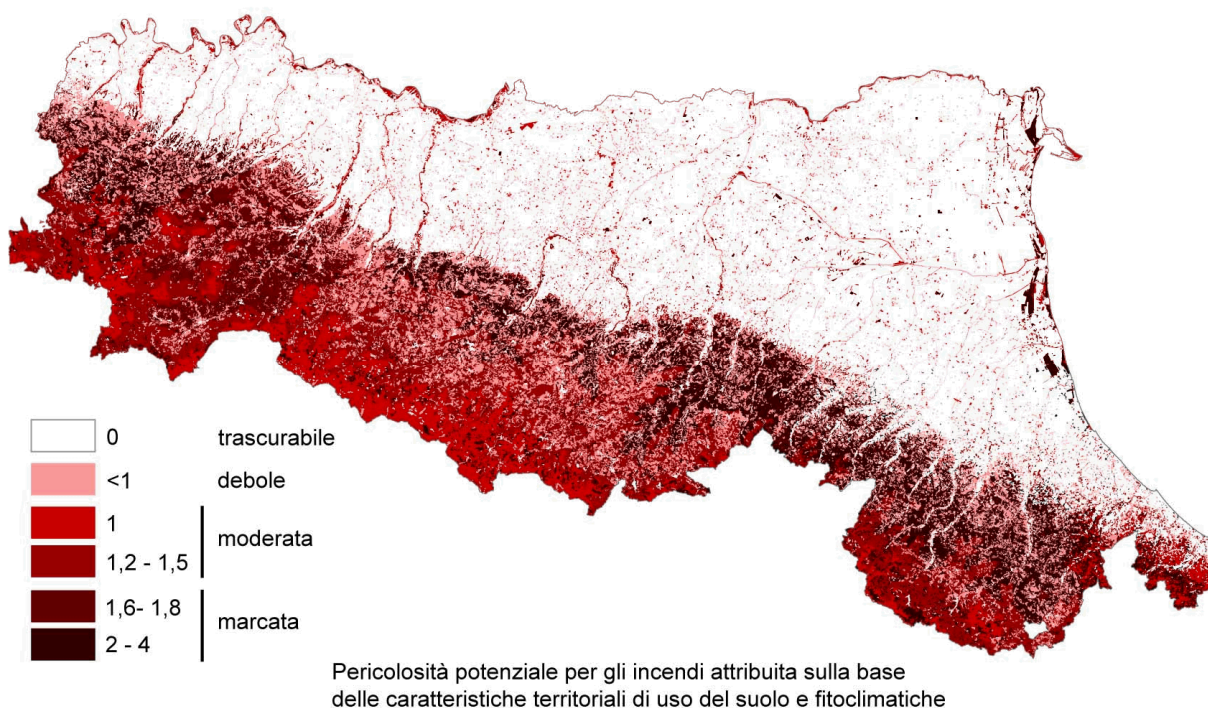 0 trascurabile
<1 debole
1
moderata
1,2 - 1,5
1,6- 1,8
marcata
2 - 4
Pericolosità potenziale per gli incendi attribuita sulla base
delle caratteristiche territoriali di uso del suolo e fitoclimatiche